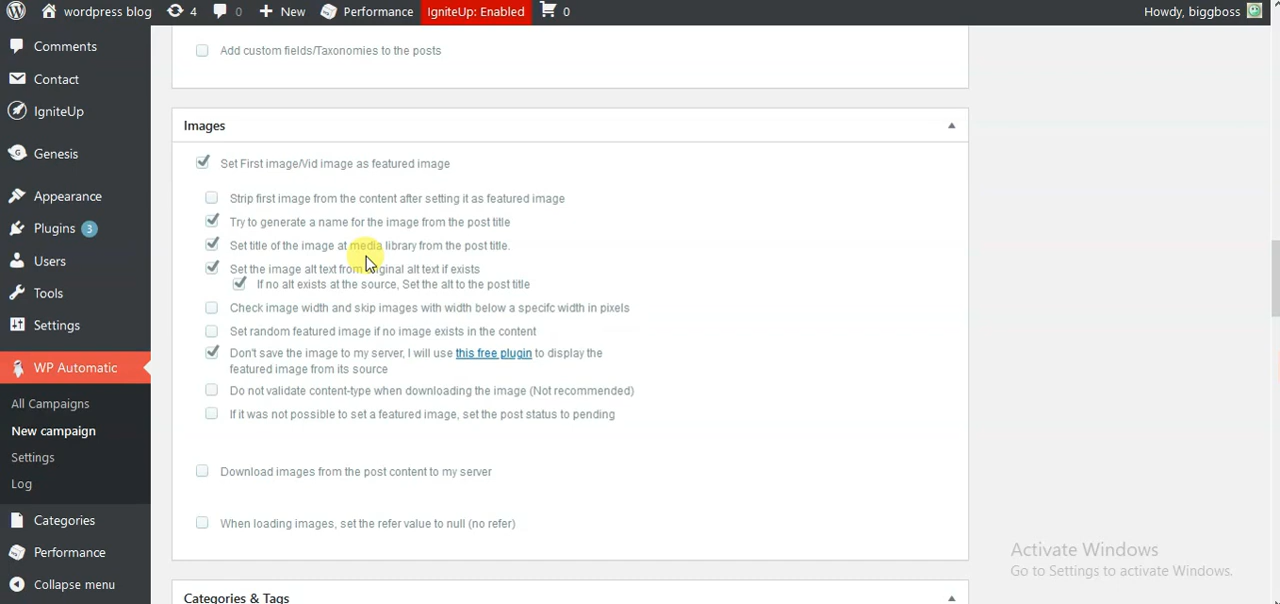 wordpress blog 4 0 New Performance IgniteUp: Enabled 0 Howdy, biggboss
Comments
Contact
IgniteUp
Genesis
Appearance
Plugins 3
Users
Tools
Settings
WP Automatic
All Campaigns
New campaign
Settings
Log
Categories
Performance
Collapse menu
Add custom fields/Taxonomies to the posts
Images
Set First image/Vid image as featured image
Strip first image from the content after setting it as featured image
Try to generate a name for the image from the post title
Set title of the image at media library from the post title.
Set the image alt text from original alt text if exists
If no alt exists at the source, Set the alt to the post title
Check image width and skip images with width below a specifc width in pixels
Set random featured image if no image exists in the content
Don't save the image to my server, I will use this free plugin to display the
featured image from its source
Do not validate content-type when downloading the image (Not recommended)
If it was not possible to set a featured image, set the post status to pending
Download images from the post content to my server
When loading images, set the refer value to null (no refer)
Categories & Tags
Activate Windows
Go to Settings to activate Windows.